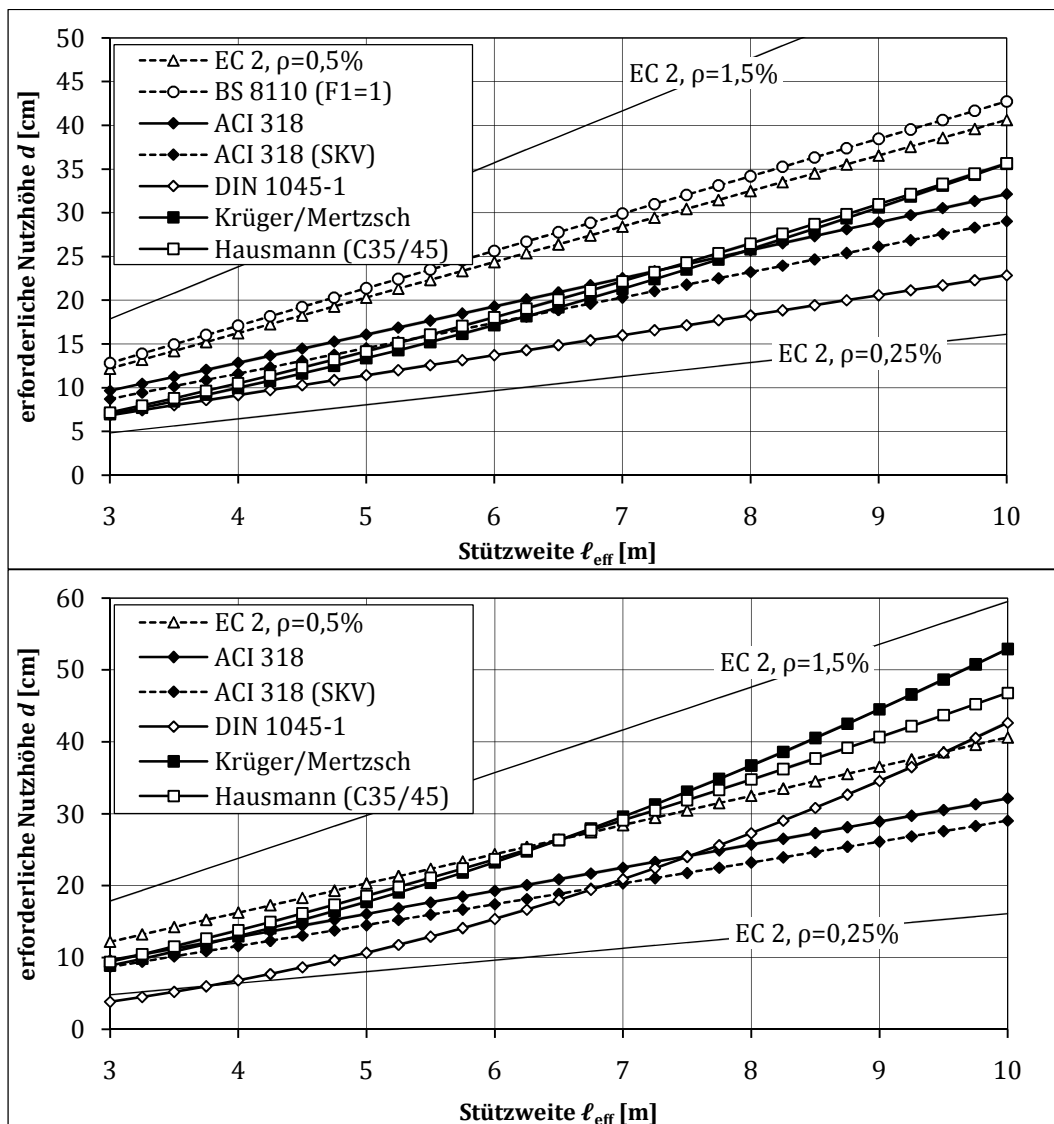 50
45
40
35
30
25
20
15
10
5
0
erforderliche Nutzhöhe d [cm]
EC 2, ρ=0,5%
BS 8110 (F1=1)
ACI 318
ACI 318 (SKV)
DIN 1045-1
Krüger/Mertzsch
Hausmann (C35/45)
EC 2, ρ=1,5%
EC 2, ρ=0,25%
3 4 5 6 7 8 9 10
Stützweite ℓeff [m]
60
50
40
30
20
10
0
erforderliche Nutzhöhe d [cm]
EC 2, ρ=0,5%
ACI 318
ACI 318 (SKV)
DIN 1045-1
Krüger/Mertzsch
Hausmann (C35/45)
EC 2, ρ=1,5%
EC 2, ρ=0,25%
3 4 5 6 7 8 9 10
Stützweite ℓeff [m]